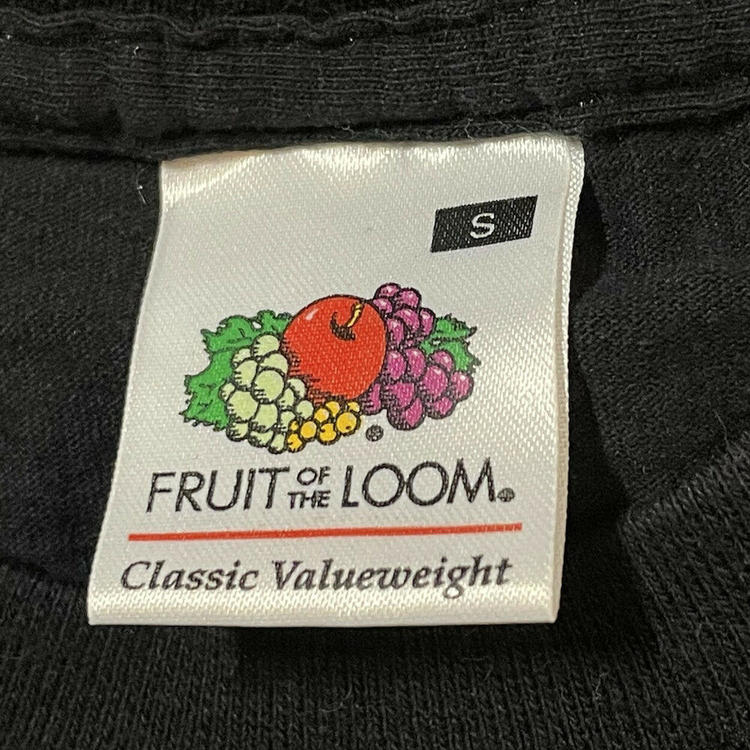 S
FRUIT OF THE LOOM®
Classic Valueweight